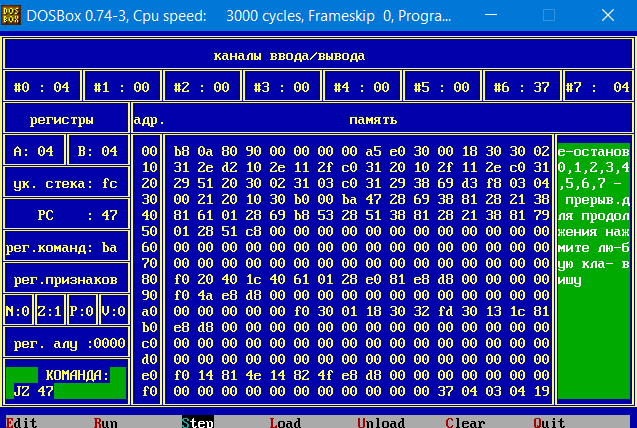 DOSBox 0.74-3, Cpu speed: 3000 cycles, Frameskip 0, Progra...
каналы ввода/вывода
#0 : 04 #1 : 00 #2 : 00 #3 : 00 #4 : 00 #5 : 00 #6 : 37 #7 : 04
регистры адр. память
A: 04 B: 04
ук. стека: fc
PC : 47
рег.команд: ba
рег.признаков
N:0 Z:1 P:0 V:0
рег. алу :0000
КОМАНДА:
JZ 47
00 b8 0a 80 90 00 00 00 00 a5 e0 30 00 18 30 30 02
10 31 2e d2 10 2e 11 2f c0 31 20 10 2f 11 2e c0 31
20 29 51 20 30 02 31 03 c0 31 29 38 69 d3 f8 03 04
30 00 21 20 10 30 b0 00 ba 47 28 69 38 81 28 21 38
40 81 61 01 28 69 b8 53 28 51 38 81 28 21 38 81 79
50 01 28 51 c8 00 00 00 00 00 00 00 00 00 00 00 00
60 00 00 00 00 00 00 00 00 00 00 00 00 00 00 00 00
70 00 00 00 00 00 00 00 00 00 00 00 00 00 00 00 00
80 f0 20 40 1c 40 61 01 28 e0 81 e8 d8 00 00 00 00
90 f0 4a e8 d8 00 00 00 00 00 00 00 00 00 00 00 00
a0 00 00 00 00 00 f0 30 01 18 30 32 fd 30 13 1c 81
b0 e8 d8 00 00 00 00 00 00 00 00 00 00 00 00 00 00
c0 00 00 00 00 00 00 00 00 00 00 00 00 00 00 00 00
d0 00 00 00 00 00 00 00 00 00 00 00 00 00 00 00 00
e0 f0 14 81 4e 14 82 4f e8 d8 00 00 00 00 00 00 00
f0 00 00 00 00 00 00 00 00 00 00 00 00 37 04 03 04 19
e-останов
0,1,2,3,4
,5,6,7 -
прерыв.д
ля продол
жения наж
мите лю-б
ую кла- в
ишу
Edit Run Step Load Unload Clear Quit